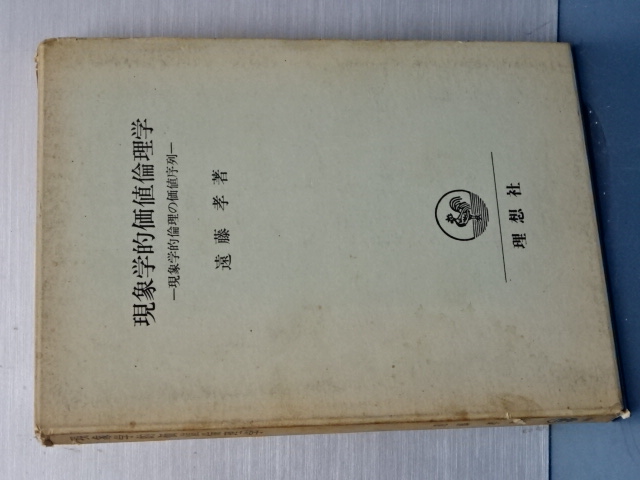 現象学的価値倫理学
―現象学的倫理の価値序列―
遠藤孝著
理想社